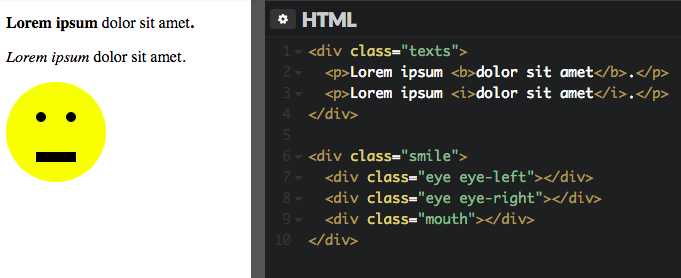 Lorem ipsum dolor sit amet.
Lorem ipsum dolor sit amet.
HTML
1 <div class="texts">
2 <p>Lorem ipsum <b>dolor sit amet</b>.</p>
3 <p>Lorem ipsum <i>dolor sit amet</i>.</p>
4 </div>
5
6 <div class="smile">
7 <div class="eye eye-left"></div>
8 <div class="eye eye-right"></div>
9 <div class="mouth"></div>
10 </div>